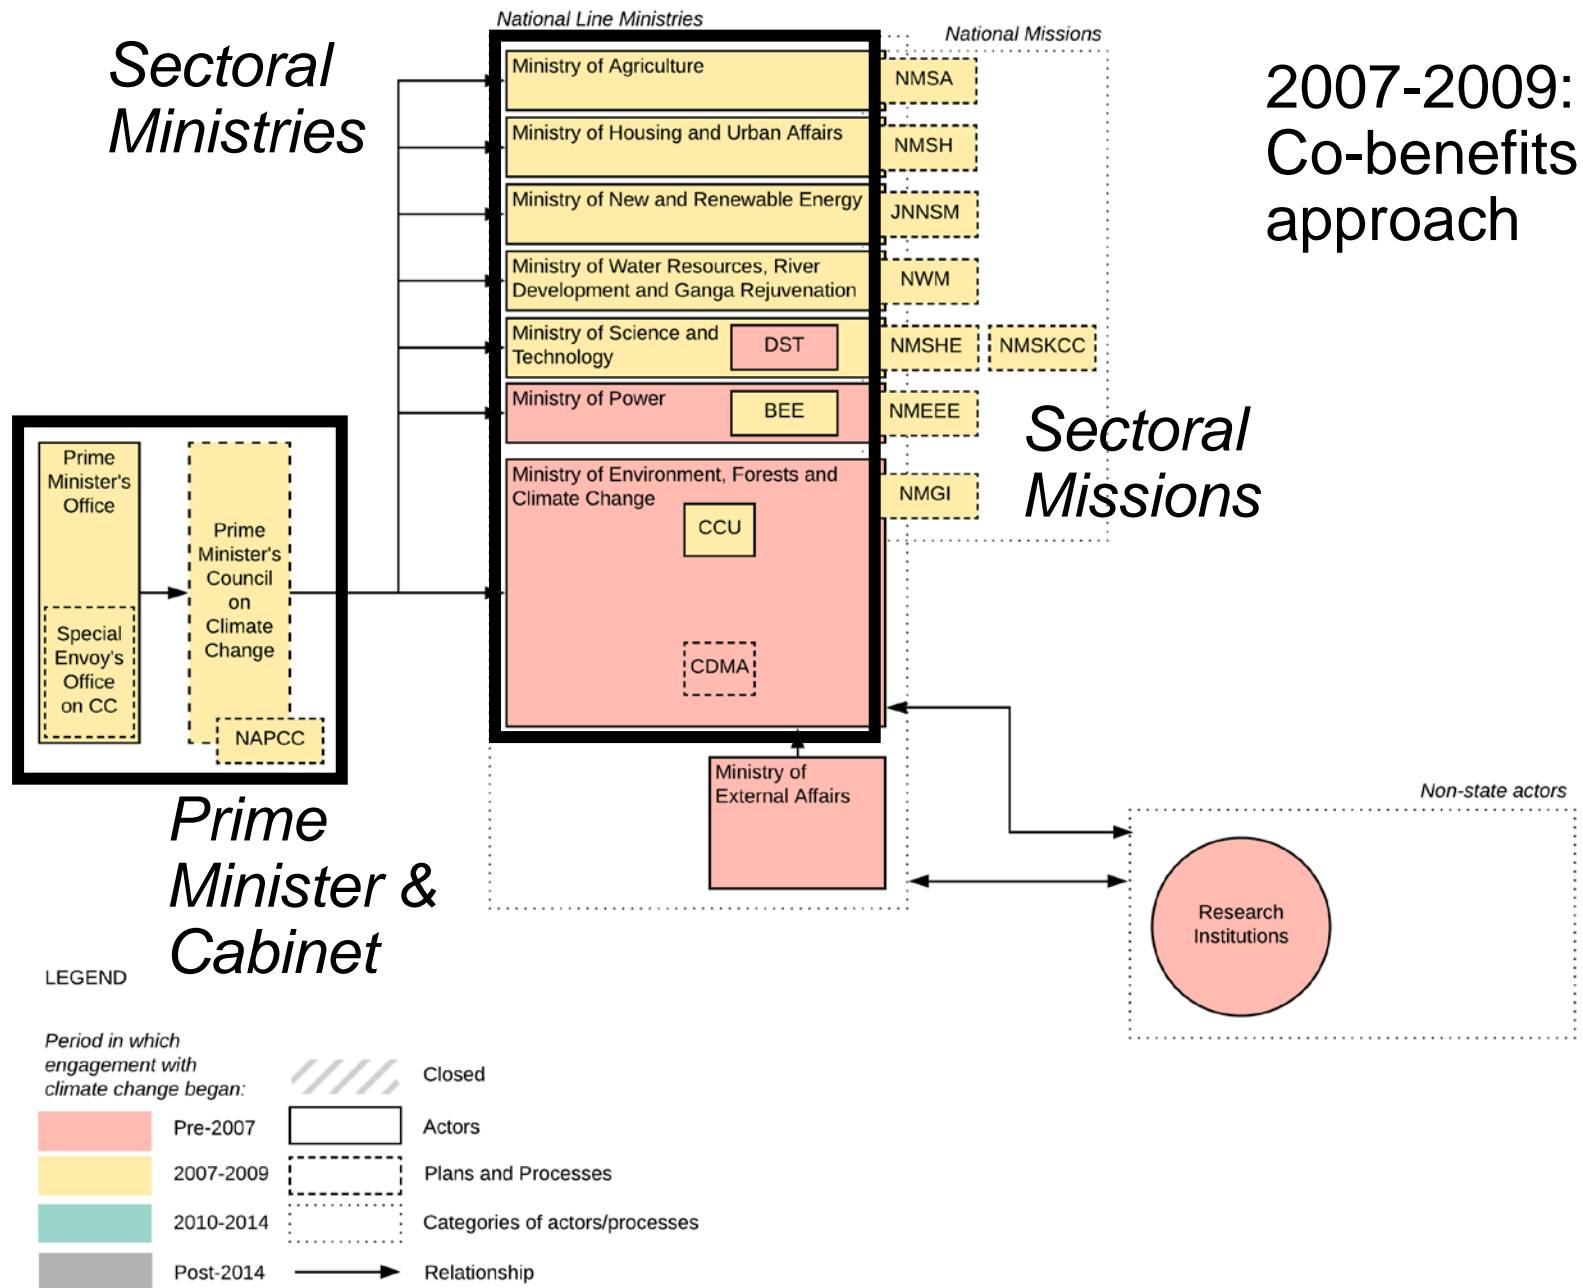 National Line Ministries
National Missions
Sectoral
Ministries
2007-2009:
Co-benefits
approach
Ministry of Agriculture
NMSA
Ministry of Housing and Urban Affairs
NMSH
Ministry of New and Renewable Energy
JNNSM
Ministry of Water Resources, River
Development and Ganga Rejuvenation
NWM
Ministry of Science and
Technology
DST
NMSHE
NMSKCC
Ministry of Power
BEE
NMEEE
Sectoral
Missions
Ministry of Environment, Forests and
Climate Change
NMGI
CCU
CDMA
Prime
Minister's
Office
Special
Envoy's
Office
on CC
Prime
Minister's
Council
on
Climate
Change
NAPCC
Prime
Minister &
Cabinet
Ministry of
External Affairs
Non-state actors
Research
Institutions
LEGEND
Period in which
engagement with
climate change began:
Pre-2007
2007-2009
2010-2014
Post-2014
Closed
Actors
Plans and Processes
Categories of actors/processes
Relationship